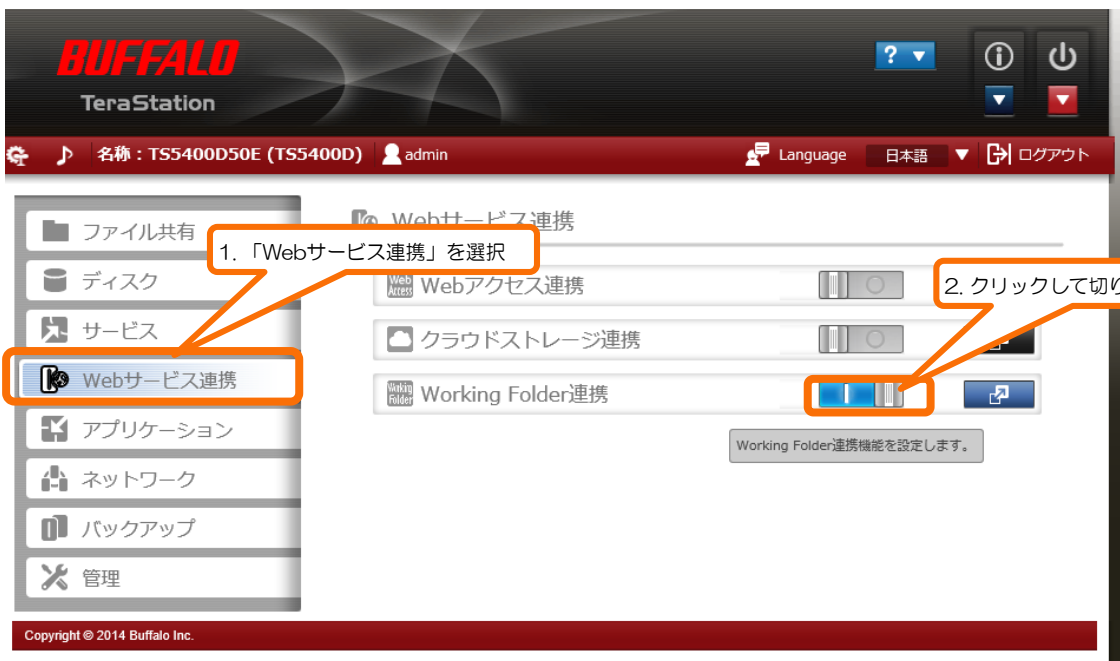 BUFFALO
TeraStation
?
名称：TS5400D50E (TS5400D) admin Language 日本語 ログアウト
ファイル共有
ディスク
サービス
Webサービス連携
アプリケーション
ネットワーク
バックアップ
管理
Webサービス連携
1. 「Webサービス連携」を選択
Web Access Webアクセス連携
2. クリックして切り
クラウドストレージ連携
Working Folder Working Folder連携
Working Folder連携機能を設定します。
Copyright © 2014 Buffalo Inc.